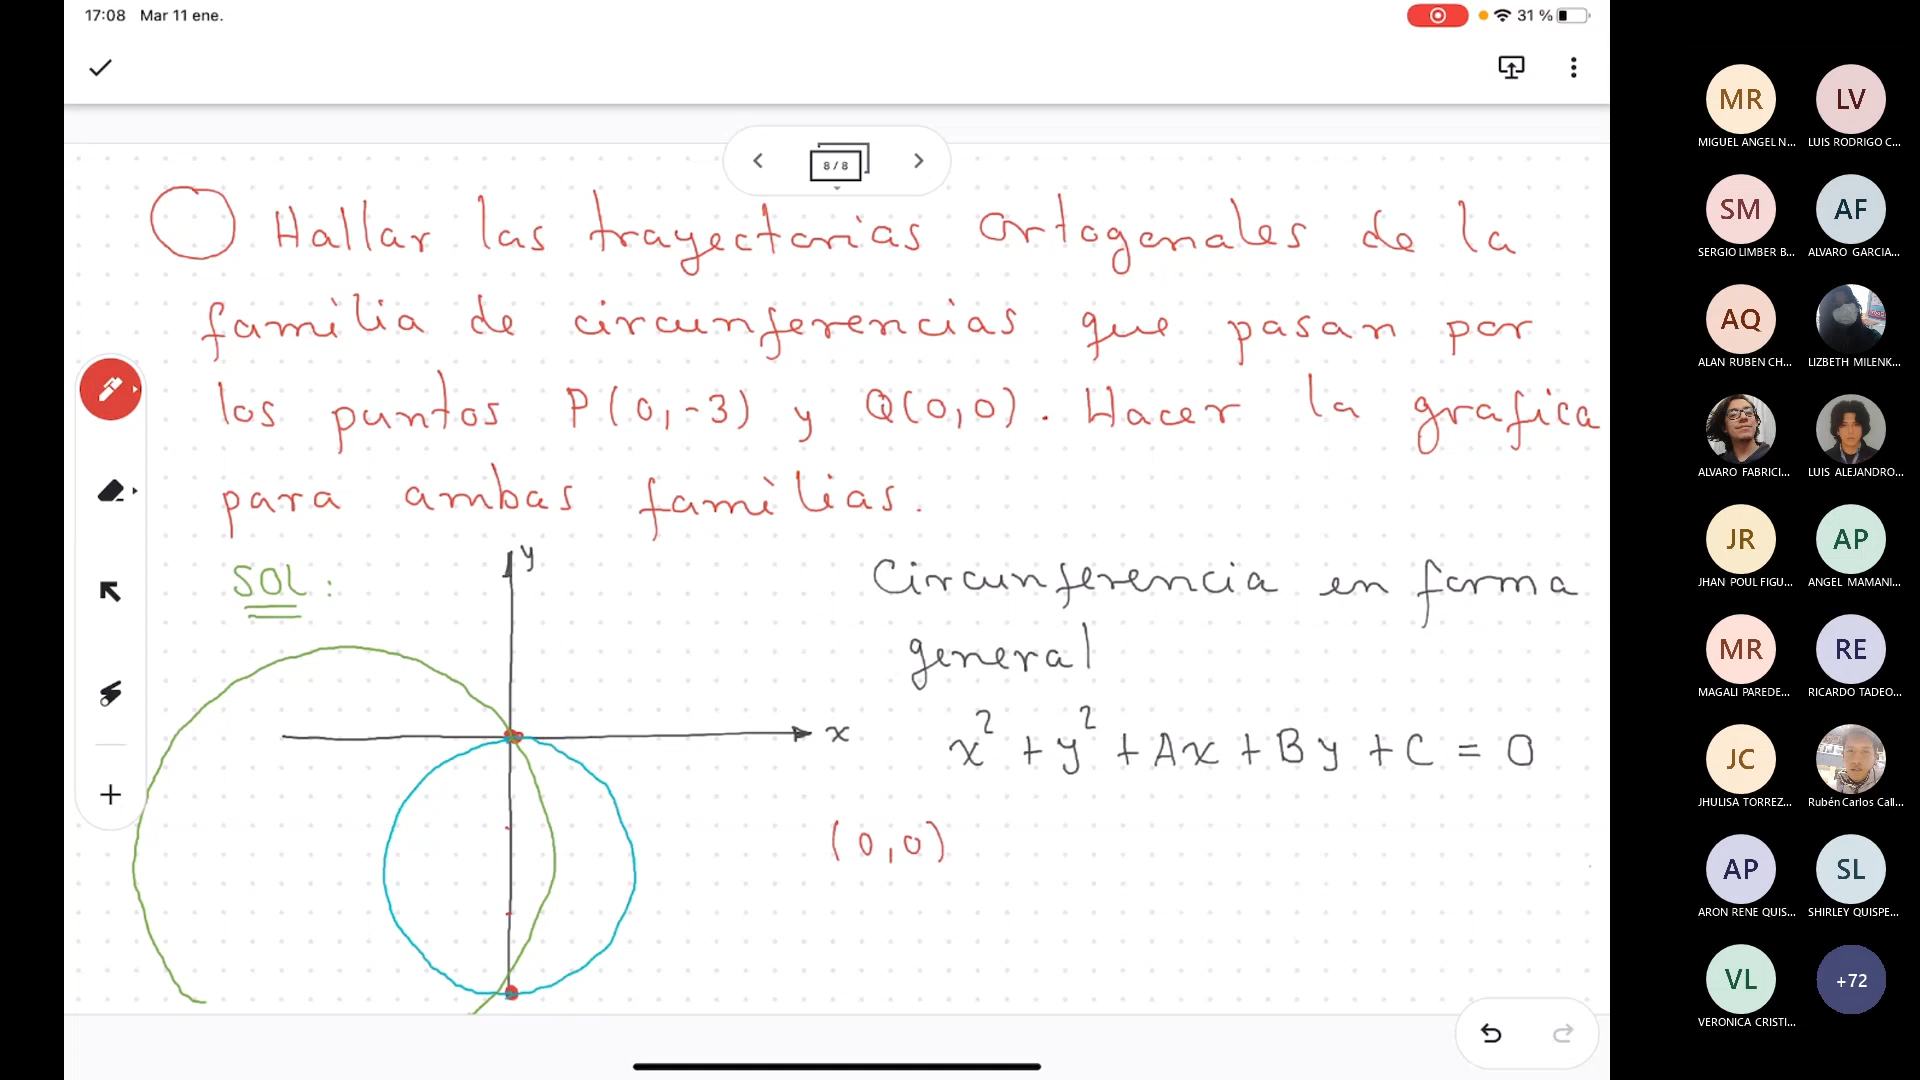 17:08 Mar 11 ene.
31 %
8 / 8
Hallar las trayectorias ortogonales de la
familia de circunferencias que pasan por
los puntos P(0,-3) y Q(0,0). Hacer la grafica
para ambas familias.
SOL:
y
x
Circunferencia en forma
general
x² + y² + Ax + By + C = 0
(0,0)
MR LV
MIGUEL ANGEL N... LUIS RODRIGO C...
SM AF
SERGIO LIMBER B... ALVARO GARCIA...
AQ
ALAN RUBEN CH... LIZBETH MILENK...
ALVARO FABRICI... LUIS ALEJANDRO...
JR AP
JHAN POUL FIGU... ANGEL MAMANI...
MR RE
MAGALI PAREDE... RICARDO TADEO...
JC
JHULISA TORREZ... Rubén Carlos Call...
AP SL
ARON RENE QUIS... SHIRLEY QUISPE...
VL +72
VERONICA CRISTI...